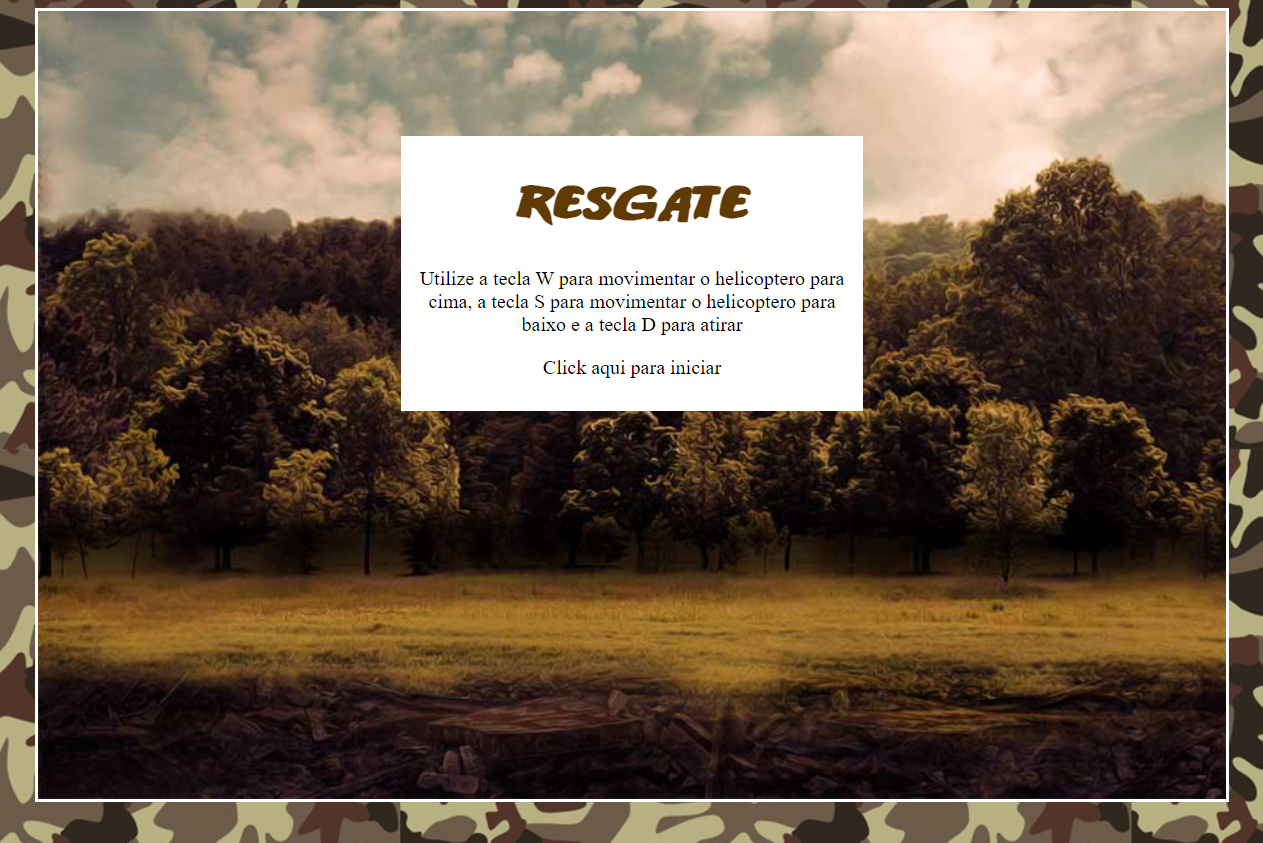 RESGATE
Utilize a tecla W para movimentar o helicoptero para
cima, a tecla S para movimentar o helicoptero para
baixo e a tecla D para atirar
Click aqui para iniciar